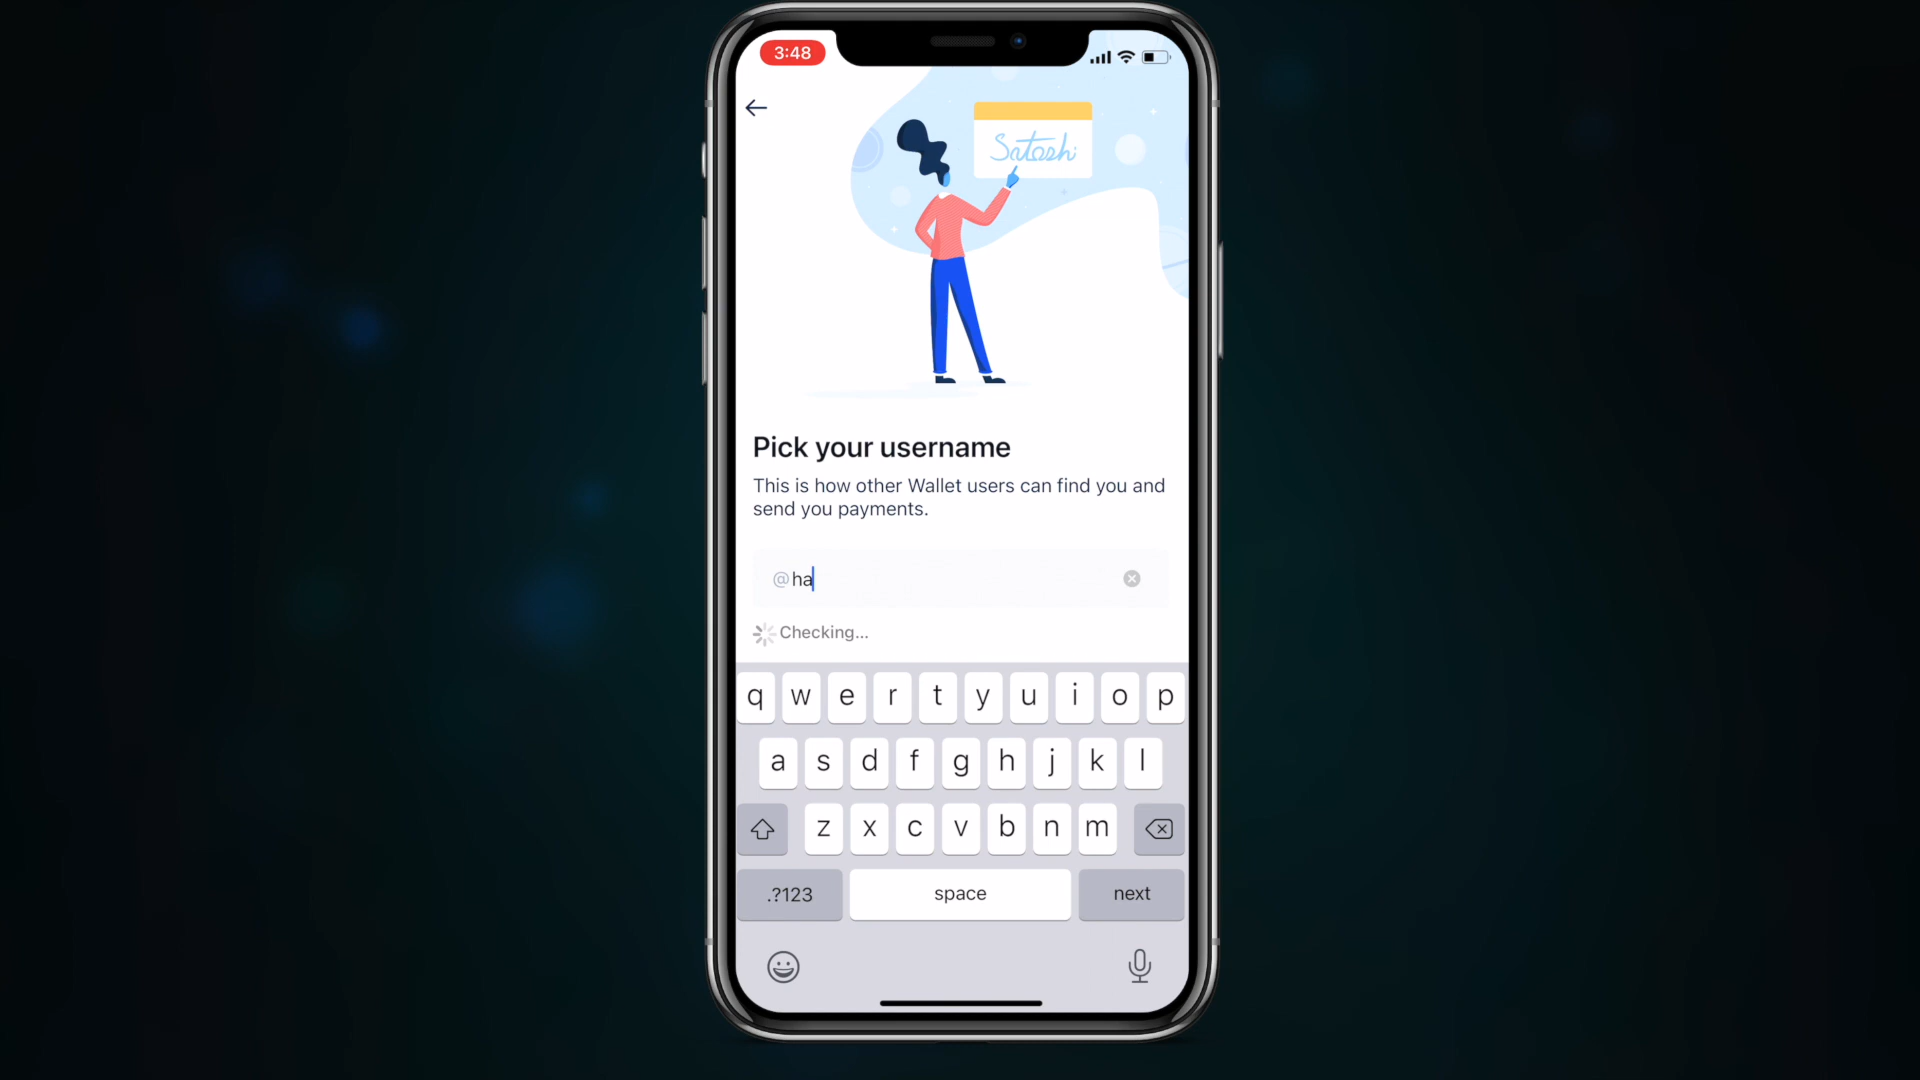 3:48
Satoshi
Pick your username
This is how other Wallet users can find you and
send you payments.
@ha
Checking...
q w e r t y u i o p
a s d f g h j k l
z x c v b n m
.?123 space next